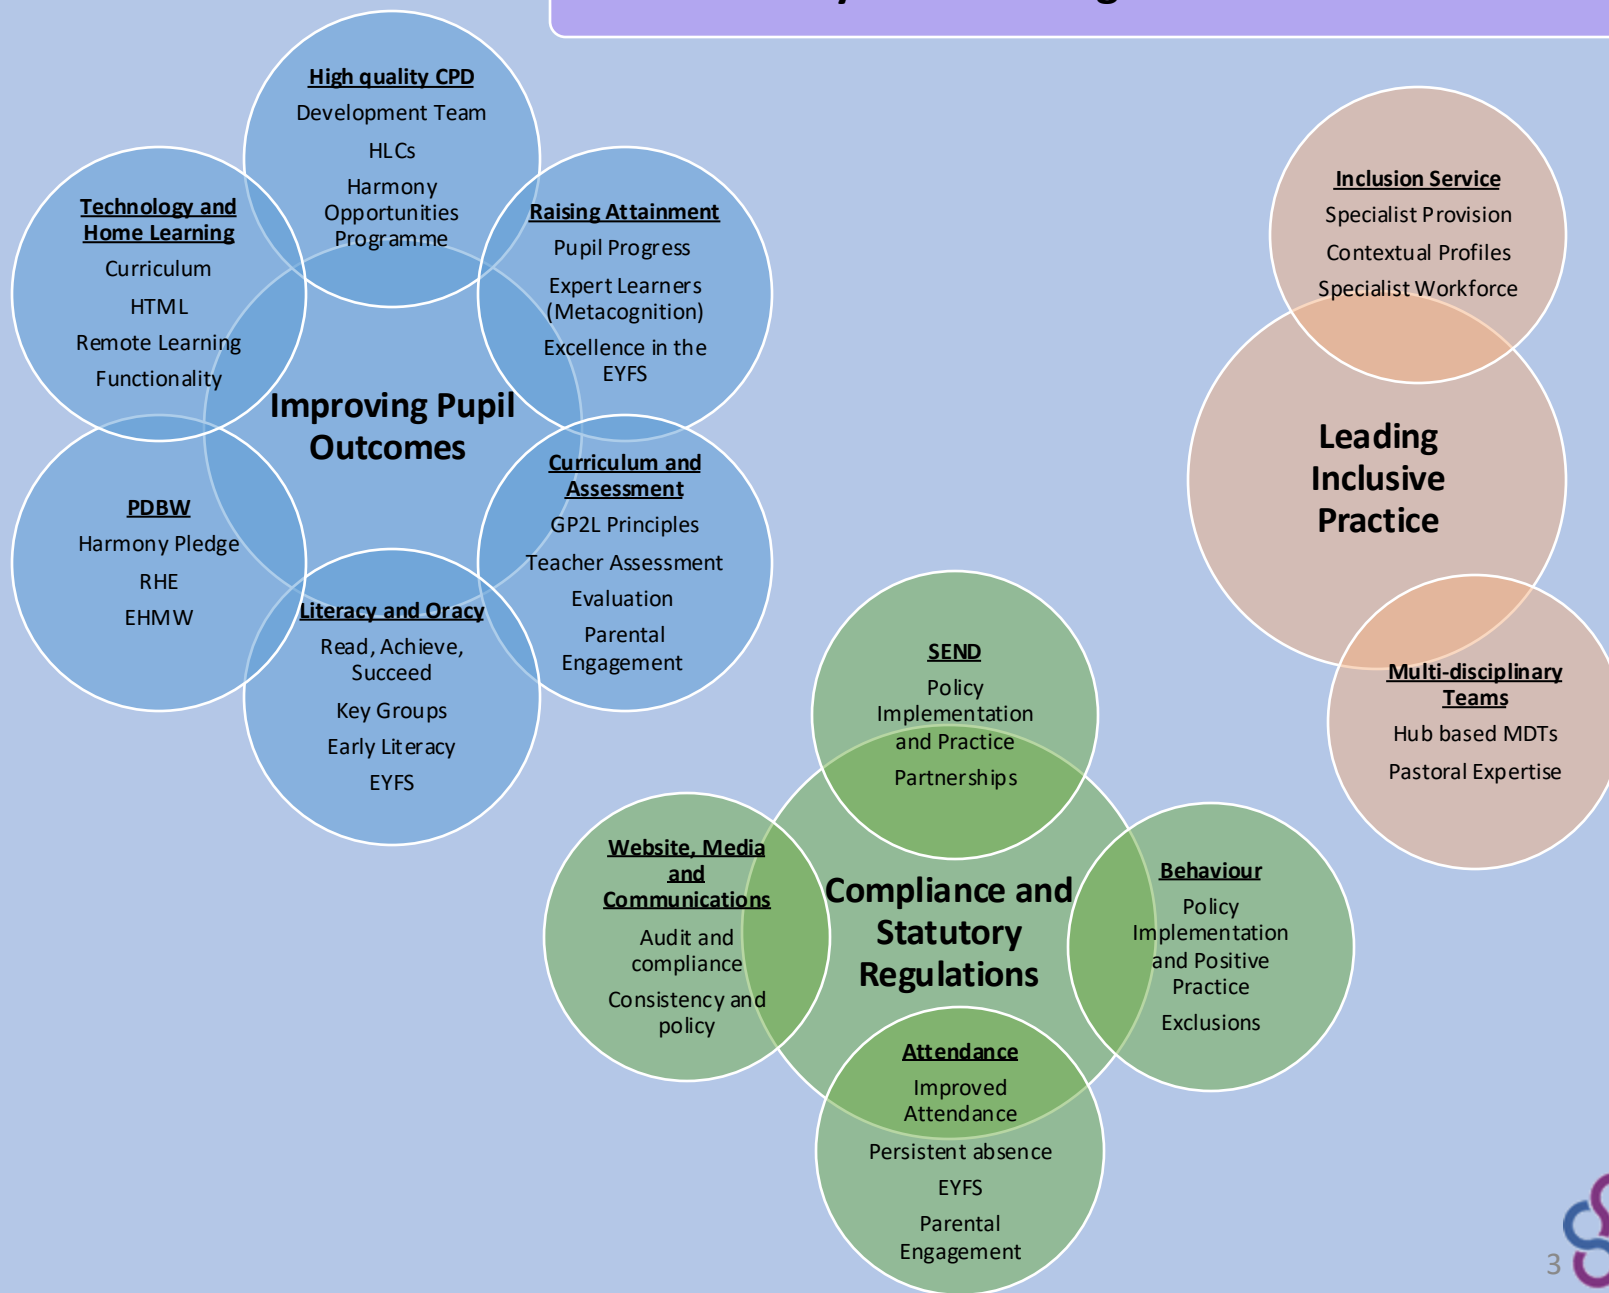 High quality CPD
Development Team
HLCs
Harmony
Opportunities
Programme
Technology and
Home Learning
Curriculum
HTML
Remote Learning
Functionality
Raising Attainment
Pupil Progress
Expert Learners
(Metacognition)
Excellence in the
EYFS
Improving Pupil
Outcomes
PDBW
Harmony Pledge
RHE
EHMW
Curriculum and
Assessment
GP2L Principles
Teacher Assessment
Evaluation
Parental
Engagement
Literacy and Oracy
Read, Achieve,
Succeed
Key Groups
Early Literacy
EYFS
Inclusion Service
Specialist Provision
Contextual Profiles
Specialist Workforce
Leading
Inclusive
Practice
Multi-disciplinary
Teams
Hub based MDTs
Pastoral Expertise
SEND
Policy
Implementation
and Practice
Partnerships
Website, Media
and
Communications
Audit and
compliance
Consistency and
policy
Compliance and
Statutory
Regulations
Behaviour
Policy
Implementation
and Positive
Practice
Exclusions
Attendance
Improved
Attendance
Persistent absence
EYFS
Parental
Engagement
3